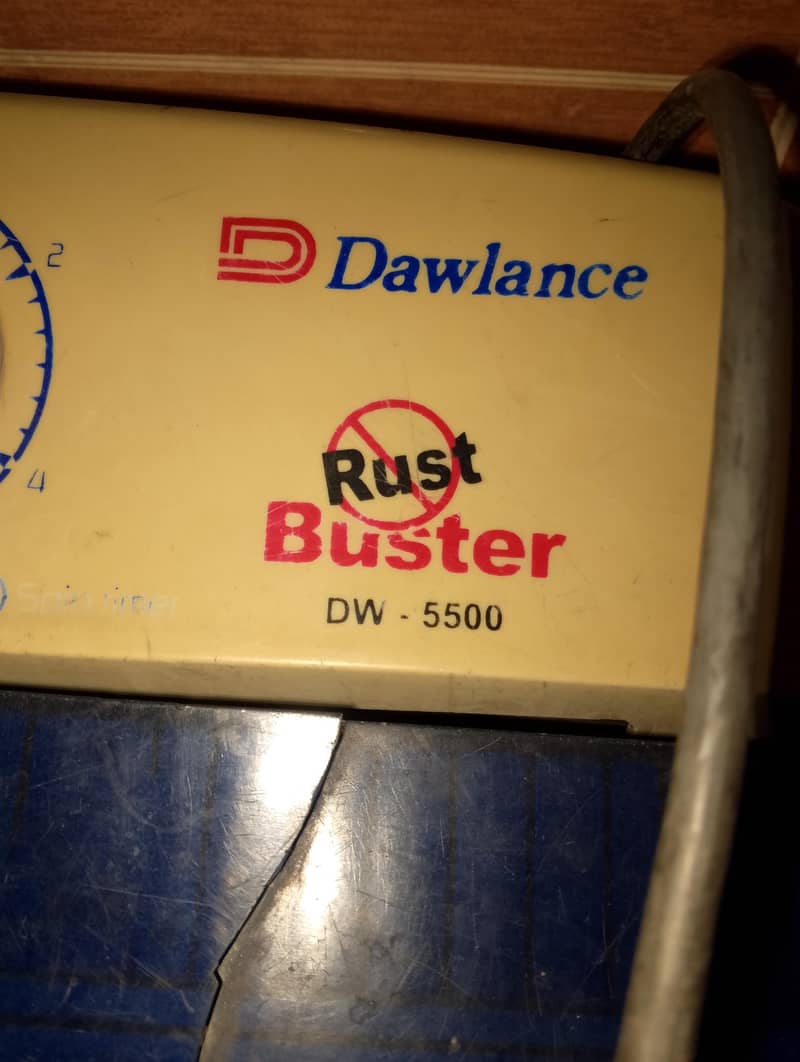 2
Dawlance
Rust
Buster
4
DW - 5500